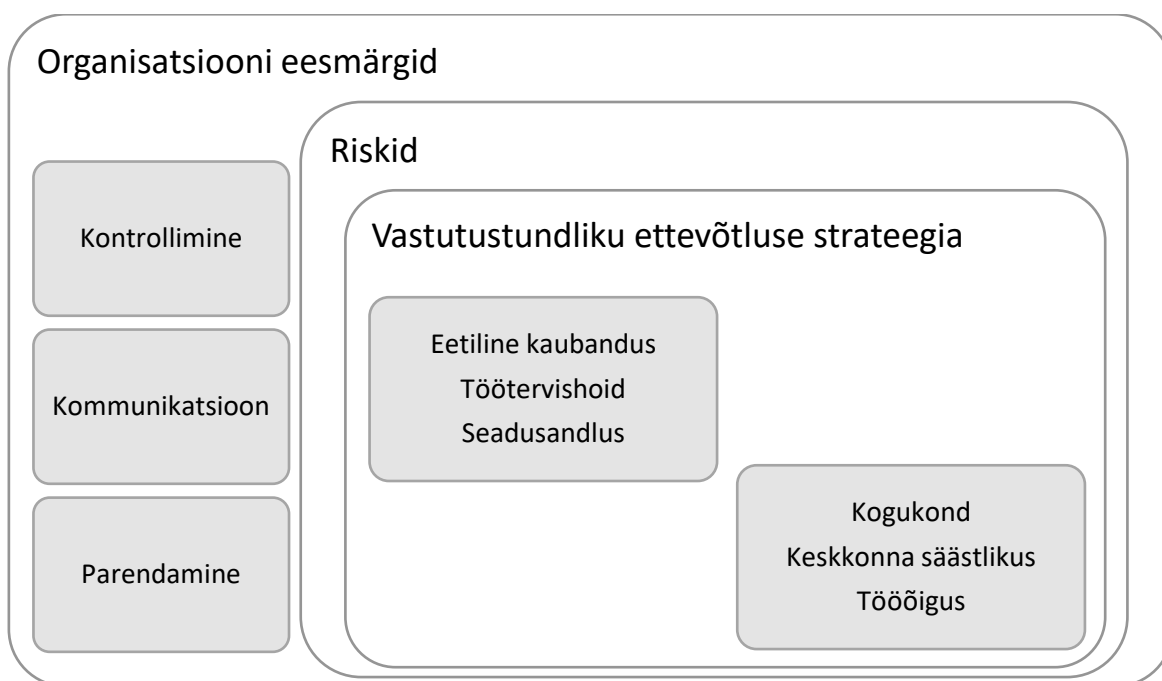 Organisatsiooni eesmärgid
Riskid
Kontrollimine
Kommunikatsioon
Parendamine
Vastutustundliku ettevõtluse strateegia
Eetiline kaubandus
Töötervishoid
Seadusandlus
Kogukond
Keskkonna säästlikus
Tööõigus